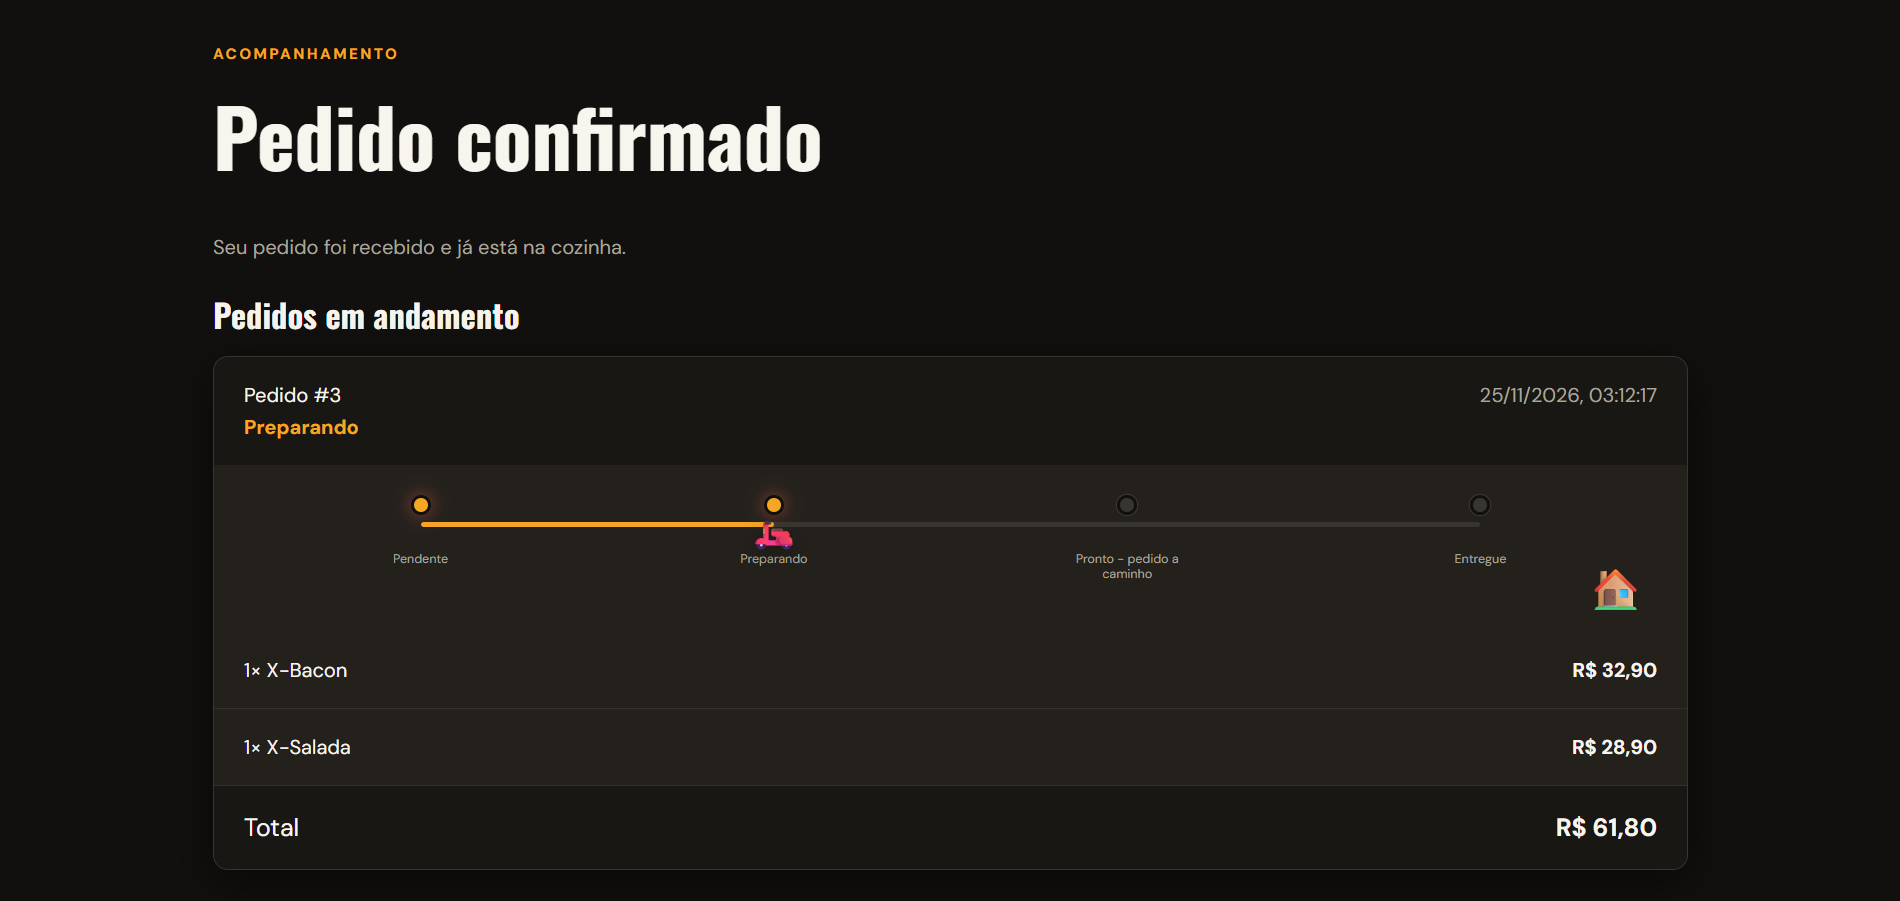 ACOMPANHAMENTO
Pedido confirmado
Seu pedido foi recebido e já está na cozinha.
Pedidos em andamento
Pedido #3
25/11/2026, 03:12:17
Preparando
Pendente
Preparando
Pronto - pedido a
caminho
Entregue
1× X-Bacon
R$ 32,90
1× X-Salada
R$ 28,90
Total
R$ 61,80